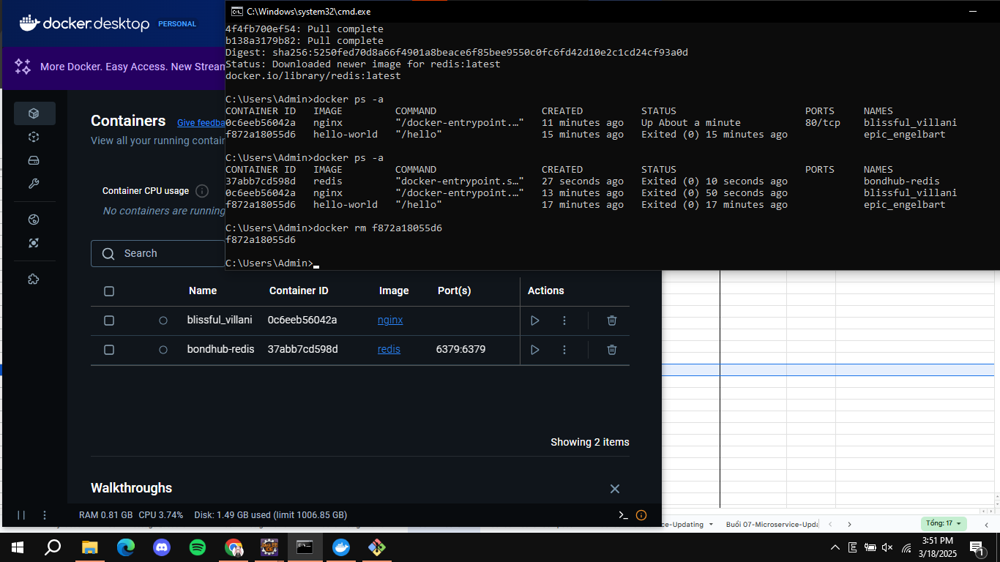 docker.desktop PERSONAL
More Docker. Easy Access. New Stream
Containers Give feedba
View all your running contain
Container CPU usage
No containers are running
Search
C:\Windows\system32\cmd.exe
4f4fb700ef54: Pull complete
b138a3179b82: Pull complete
Digest: sha256:5250fed70d8a66f4901a8beace6f85bee9550c0fc6fd42d10e2c1cd24cf93a0d
Status: Downloaded newer image for redis:latest
docker.io/library/redis:latest
C:\Users\Admin>docker ps -a
CONTAINER ID IMAGE COMMAND CREATED STATUS PORTS NAMES
0c6eeb56042a nginx "/docker-entrypoint.…" 11 minutes ago Up About a minute 80/tcp blissful_villani
f872a18055d6 hello-world "/hello" 15 minutes ago Exited (0) 15 minutes ago epic_engelbart
C:\Users\Admin>docker ps -a
CONTAINER ID IMAGE COMMAND CREATED STATUS PORTS NAMES
37abb7cd598d redis "docker-entrypoint.s…" 27 seconds ago Exited (0) 10 seconds ago bondhub-redis
0c6eeb56042a nginx "/docker-entrypoint.…" 13 minutes ago Exited (0) 50 seconds ago blissful_villani
f872a18055d6 hello-world "/hello" 17 minutes ago Exited (0) 17 minutes ago epic_engelbart
C:\Users\Admin>docker rm f872a18055d6
f872a18055d6
C:\Users\Admin>
Name Container ID Image Port(s) Actions
blissful_villani 0c6eeb56042a nginx
bondhub-redis 37abb7cd598d redis 6379:6379
Showing 2 items
Walkthroughs
RAM 0.81 GB CPU 3.74% Disk: 1.49 GB used (limit 1006.85 GB)
ce-Updating Buổi 07-Microservice-Upda Tổng: 17
3:51 PM
3/18/2025
1